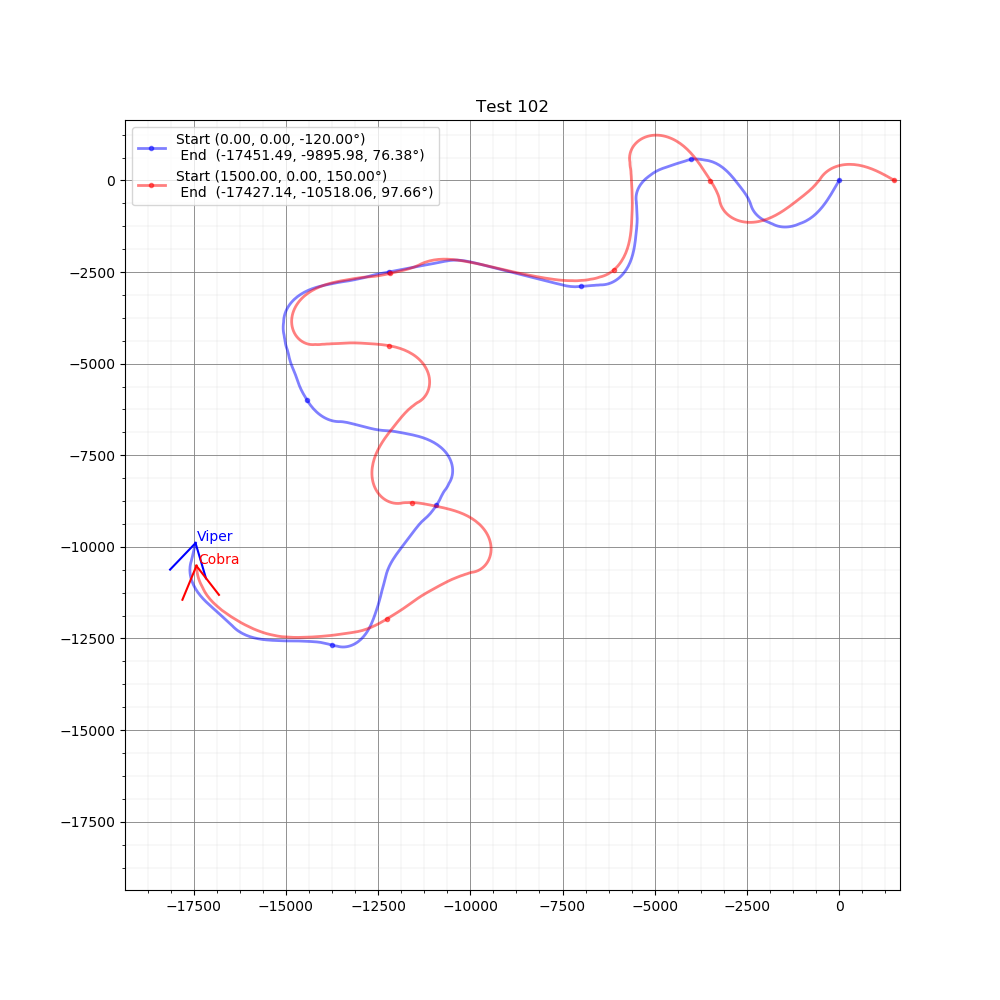 Test 102
Start (0.00, 0.00, -120.00°)
End (-17451.49, -9895.98, 76.38°)
Start (1500.00, 0.00, 150.00°)
End (-17427.14, -10518.06, 97.66°)
0
−2500
−5000
−7500
−10000
−12500
−15000
−17500
Viper
Cobra
−17500 −15000 −12500 −10000 −7500 −5000 −2500 0